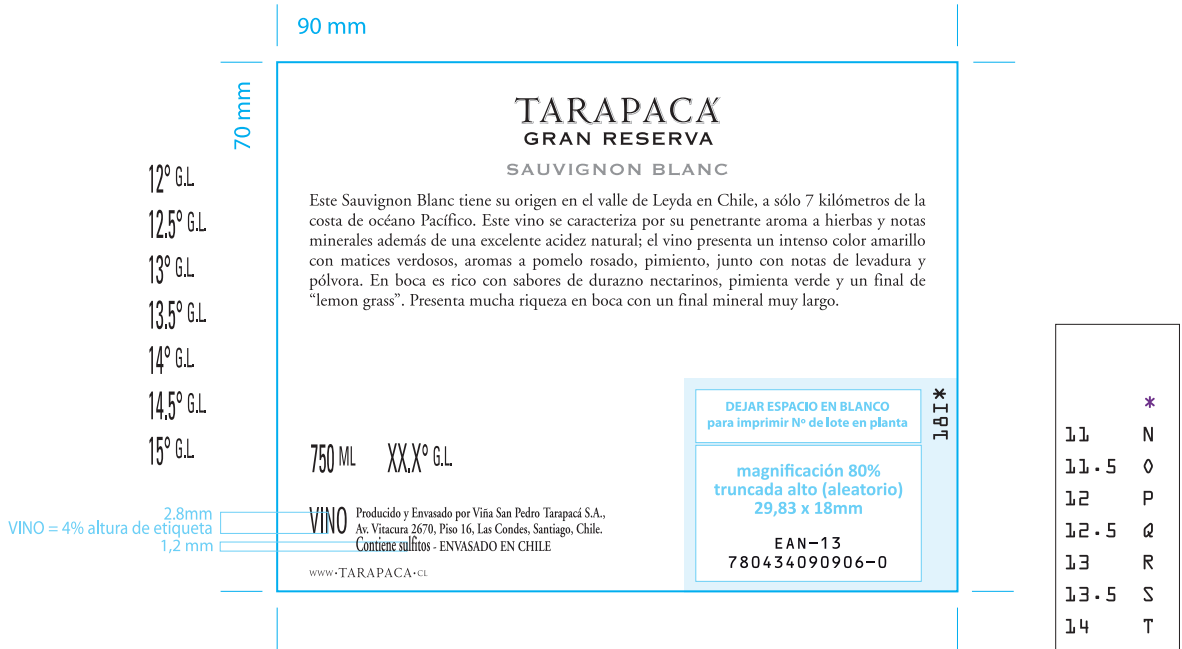 90 mm
70 mm
12° G.L.
12.5° G.L.
13° G.L.
13.5° G.L.
14° G.L.
14.5° G.L.
15° G.L.
TARAPACÁ
GRAN RESERVA
SAUVIGNON BLANC
Este Sauvignon Blanc tiene su origen en el valle de Leyda en Chile, a sólo 7 kilómetros de la
costa de océano Pacífico. Este vino se caracteriza por su penetrante aroma a hierbas y notas
minerales además de una excelente acidez natural; el vino presenta un intenso color amarillo
con matices verdosos, aromas a pomelo rosado, pimiento, junto con notas de levadura y
pólvora. En boca es rico con sabores de durazno nectarinos, pimienta verde y un final de
“lemon grass”. Presenta mucha riqueza en boca con un final mineral muy largo.
750 ML XX.X° G.L.
2.8mm
VINO = 4% altura de etiqueta
1,2 mm
VINO
Producido y Envasado por Viña San Pedro Tarapacá S.A.,
Av. Vitacura 2670, Piso 16, Las Condes, Santiago, Chile.
Contiene sulfitos - ENVASADO EN CHILE
WWW•TARAPACA•CL
DEJAR ESPACIO EN BLANCO
para imprimir Nº de lote en planta
magnificación 80%
truncada alto (aleatorio)
29,83 x 18mm
EAN-13
780434090906-0
181*
*
11 N
11.5 O
12 P
12.5 Q
13 R
13.5 S
14 T